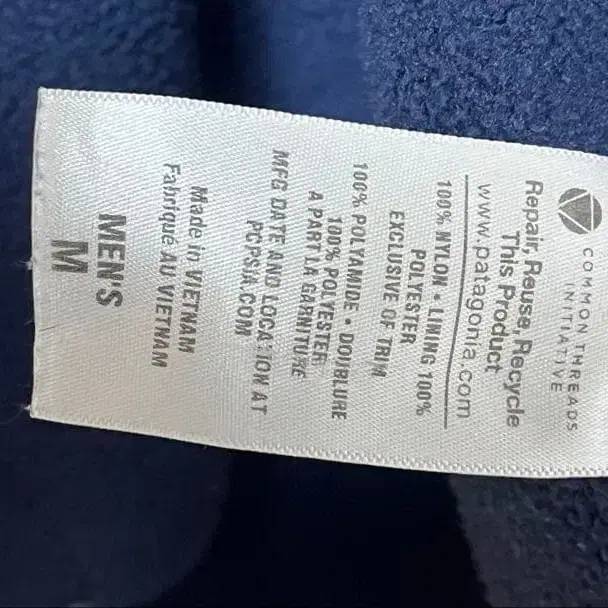 COMMON THREADS
INITIATIVE
Repair, Reuse, Recycle
This Product
www.patagonia.com
100% NYLON • LINING 100%
POLYESTER
EXCLUSIVE OF TRIM
100% POLYAMIDE • DOUBLURE
100% POLYESTER
A PART LA GARNITURE
MFG DATE AND LOCATION AT
PCPSIA.COM
Made in VIETNAM
Fabriqué AU VIETNAM
MEN'S
M